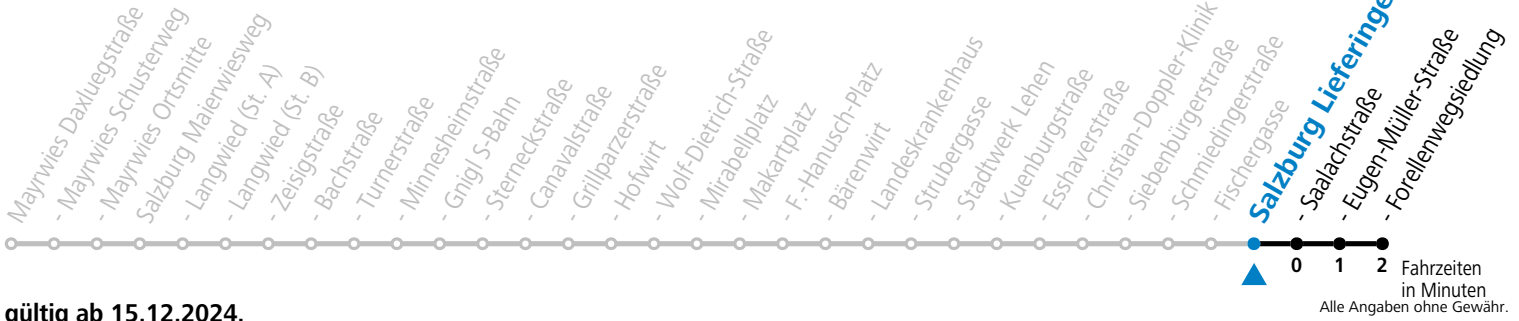 Mayrwies Daxluegstraße
- Mayrwies Schusterweg
- Mayrwies Ortsmitte
Salzburg Maierwiesweg
- Langwied (St. A)
- Langwied (St. B)
- Zeisigstraße
- Bachstraße
- Turnerstraße
- Minnesheimstraße
- Gnigl S-Bahn
- Sterneckstraße
- Canavalstraße
- Grillparzerstraße
- Hofwirt
- Wolf-Dietrich-Straße
- Mirabellplatz
- Makartplatz
- F.-Hanusch-Platz
- Bärenwirt
- Landeskrankenhaus
- Strubergasse
- Stadtwerk Lehen
- Kuenburgstraße
- Esshaverstraße
- Christian-Doppler-Klinik
- Siebenbürgerstraße
- Schmiedingerstraße
- Fischergasse
Salzburg Lieferinge
- Saalachstraße
- Eugen-Müller-Straße
- Forellenwegsiedlung
0 1 2 Fahrzeiten
in Minuten
Alle Angaben ohne Gewähr.
gültig ab 15.12.2024.